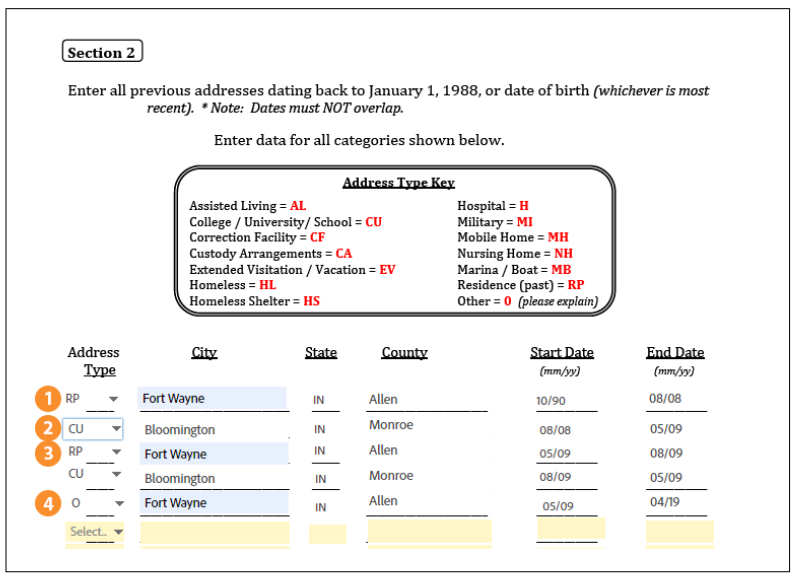 Section 2
Enter all previous addresses dating back to January 1, 1988, or date of birth (whichever is most
recent). * Note: Dates must NOT overlap.
Enter data for all categories shown below.
Address Type Key
Assisted Living = AL
College / University/ School = CU
Correction Facility = CF
Custody Arrangements = CA
Extended Visitation / Vacation = EV
Homeless = HL
Homeless Shelter = HS
Hospital = H
Military = MI
Mobile Home = MH
Nursing Home = NH
Marina / Boat = MB
Residence (past) = RP
Other = 0 (please explain)
Address Type City State County Start Date (mm/yy) End Date (mm/yy)
1 RP Fort Wayne IN Allen 10/90 08/08
2 CU Bloomington IN Monroe 08/08 05/09
3 RP Fort Wayne IN Allen 05/09 08/09
CU Bloomington IN Monroe 08/09 05/09
4 O Fort Wayne IN Allen 05/09 04/19
Select...